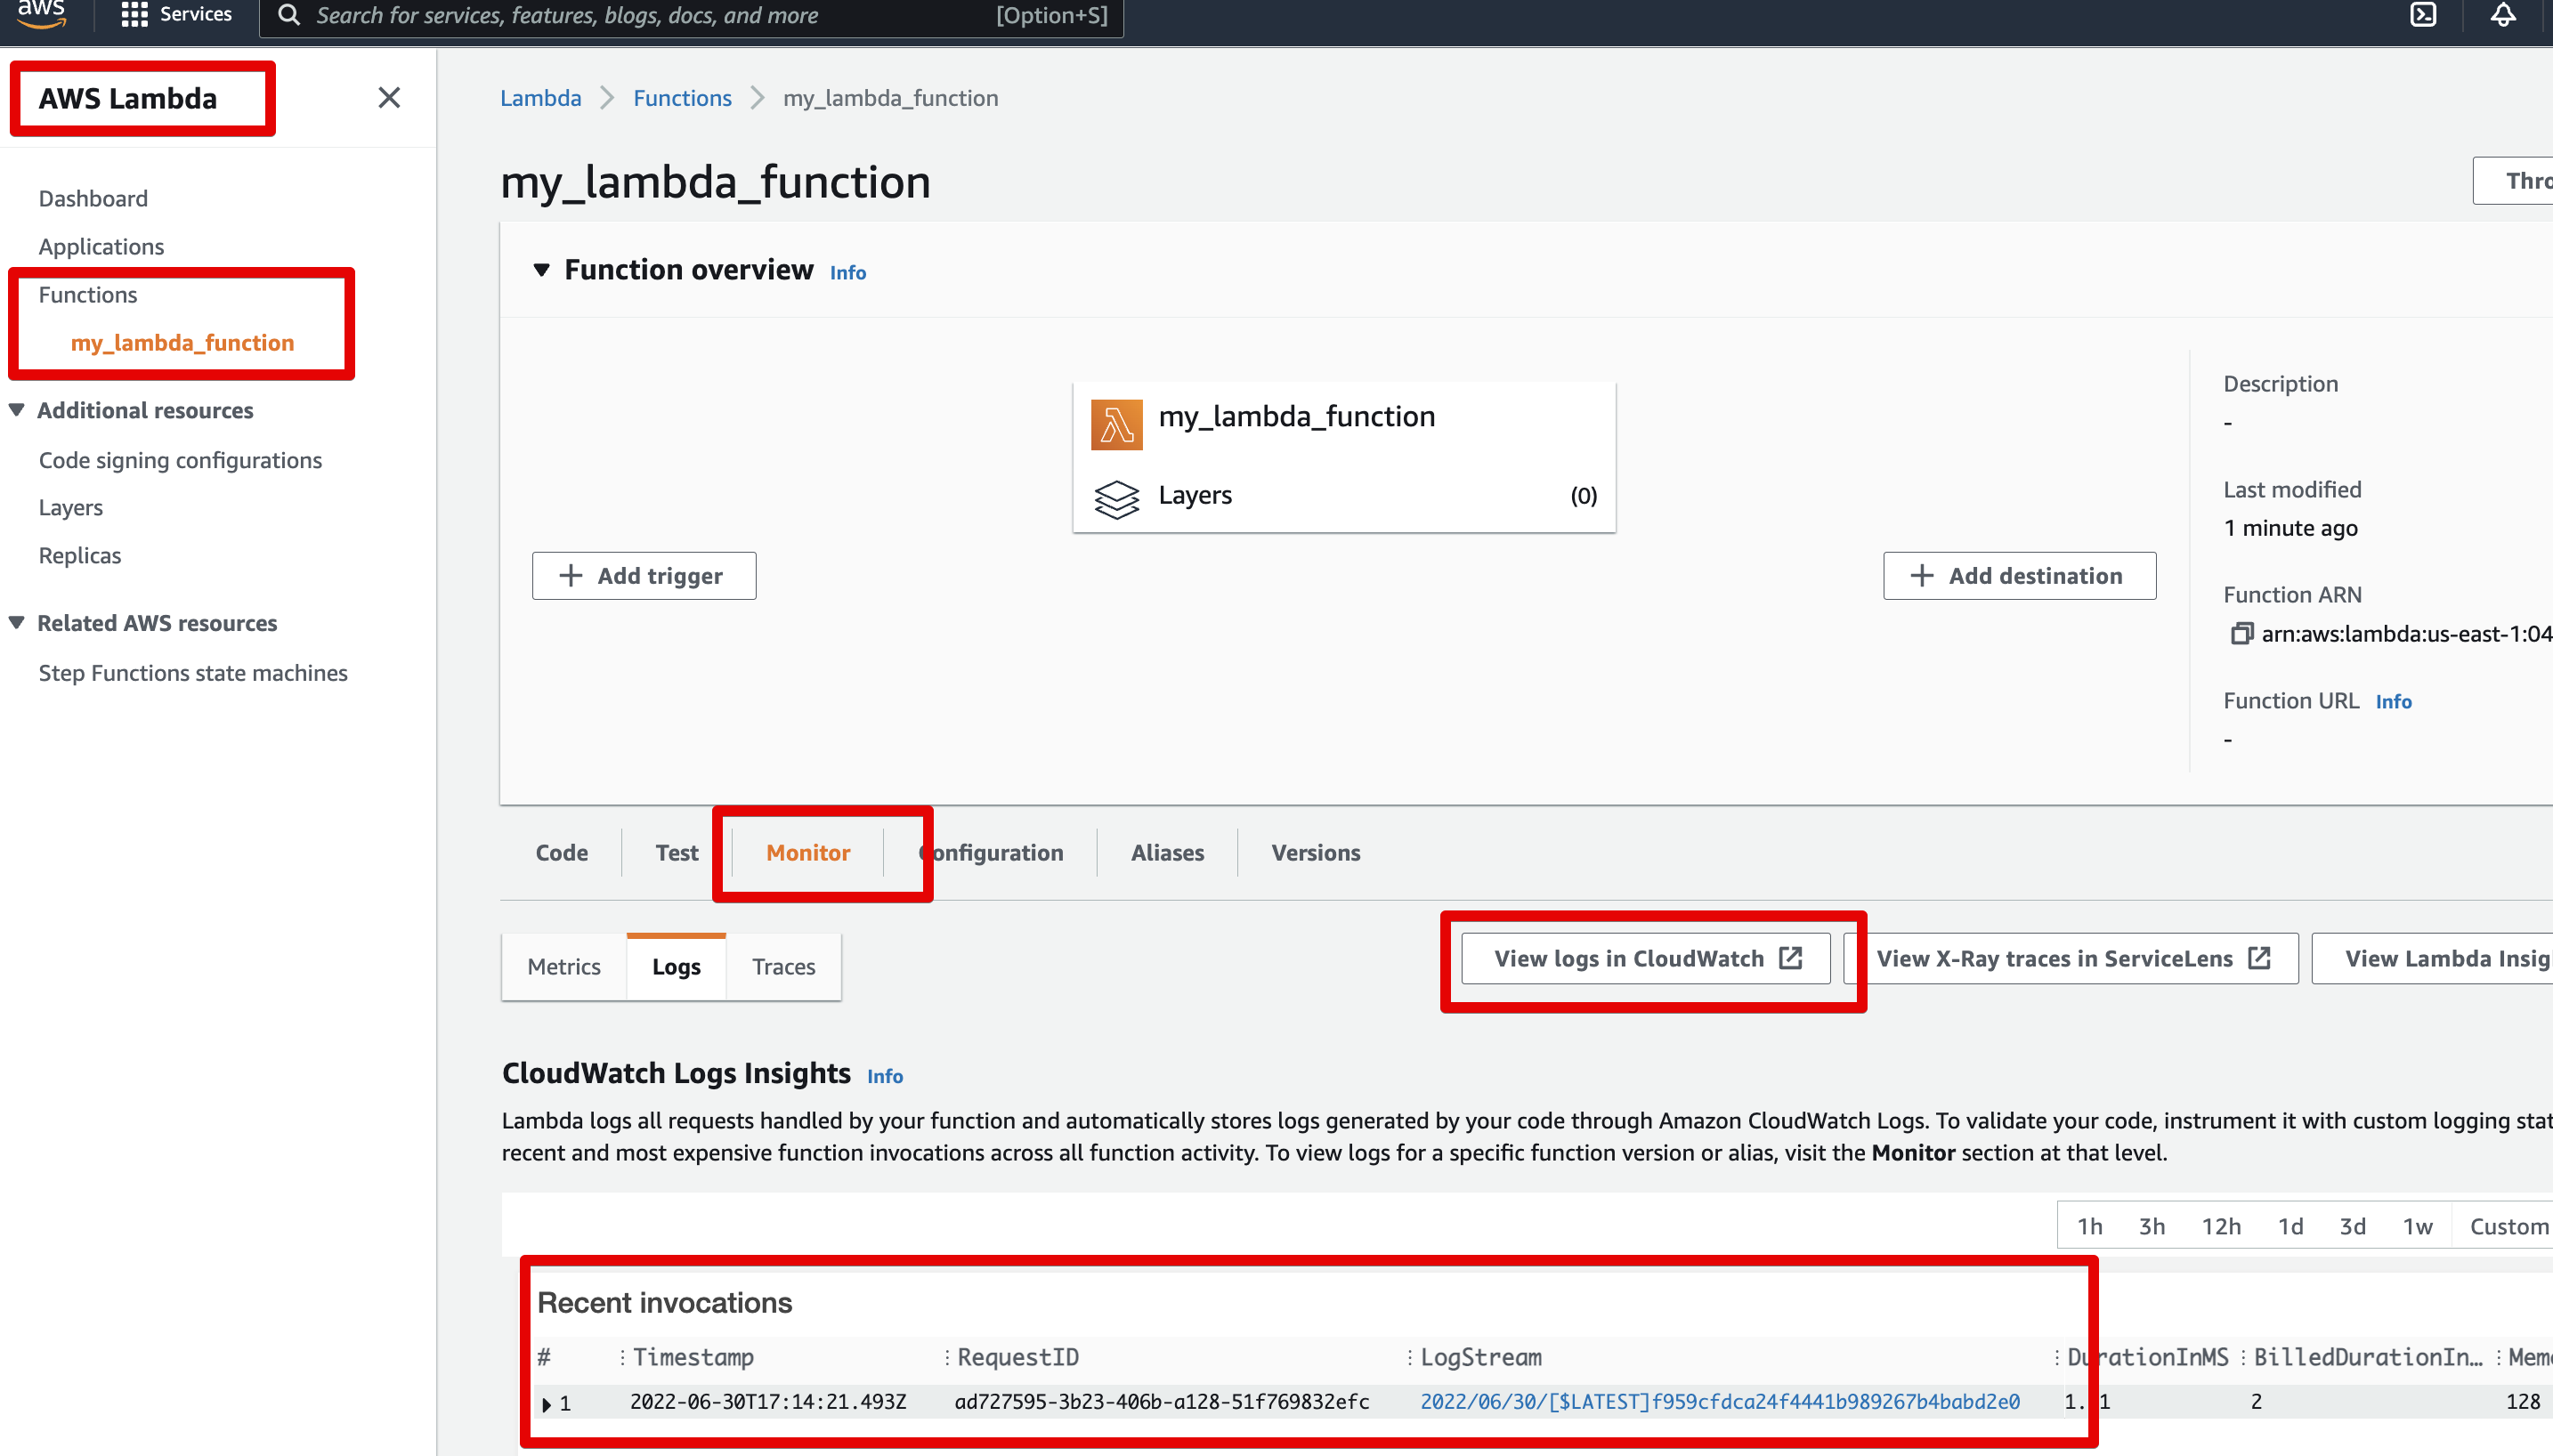 aws
Services
Search for services, features, blogs, docs, and more
[Option+S]
AWS Lambda
Dashboard
Applications
Functions
my_lambda_function
Additional resources
Code signing configurations
Layers
Replicas
Related AWS resources
Step Functions state machines
Lambda > Functions > my_lambda_function
my_lambda_function
Thro
Function overview Info
my_lambda_function
Layers (0)
+ Add trigger
+ Add destination
Description
-
Last modified
1 minute ago
Function ARN
arn:aws:lambda:us-east-1:04
Function URL Info
-
Code Test Monitor onfiguration Aliases Versions
Metrics Logs Traces
View logs in CloudWatch
View X-Ray traces in ServiceLens
View Lambda Insig
CloudWatch Logs Insights Info
Lambda logs all requests handled by your function and automatically stores logs generated by your code through Amazon CloudWatch Logs. To validate your code, instrument it with custom logging stat
recent and most expensive function invocations across all function activity. To view logs for a specific function version or alias, visit the Monitor section at that level.
1h 3h 12h 1d 3d 1w Custom
Recent invocations
# : Timestamp : RequestID : LogStream : DurationInMS : BilledDurationIn... : Mem
1 2022-06-30T17:14:21.493Z ad727595-3b23-406b-a128-51f769832efc 2022/06/30/[$LATEST]f959cfdca24f4441b989267b4babd2e0 2 128